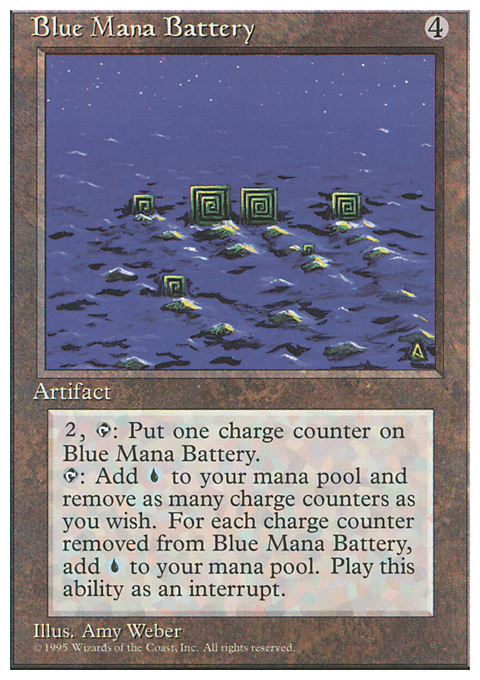 Blue Mana Battery 4
Artifact
2, : Put one charge counter on
Blue Mana Battery.
: Add to your mana pool and
remove as many charge counters as
you wish. For each charge counter
removed from Blue Mana Battery,
add to your mana pool. Play this
ability as an interrupt.
Illus. Amy Weber
© 1995 Wizards of the Coast, Inc. All rights reserved.